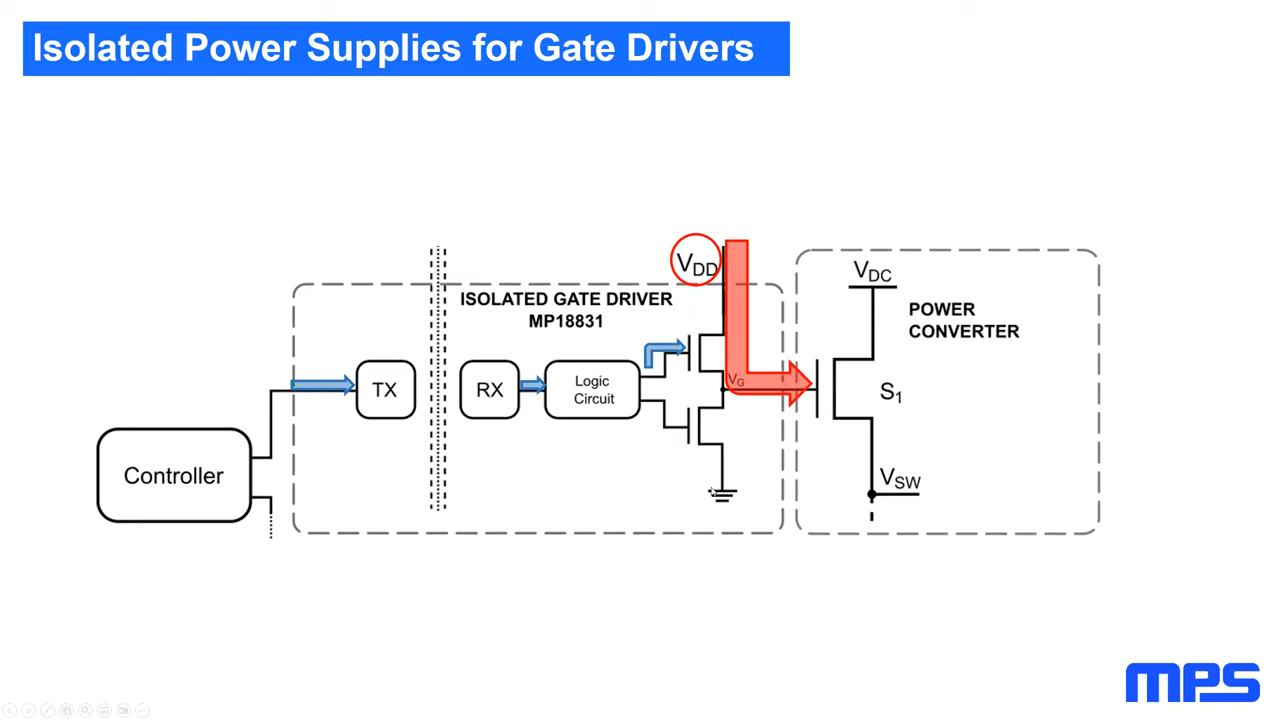 Isolated Power Supplies for Gate Drivers
VDD
ISOLATED GATE DRIVER
MP18831
VDC
POWER
CONVERTER
TX
RX
Logic
Circuit
VG
S1
Controller
VSW
MPS